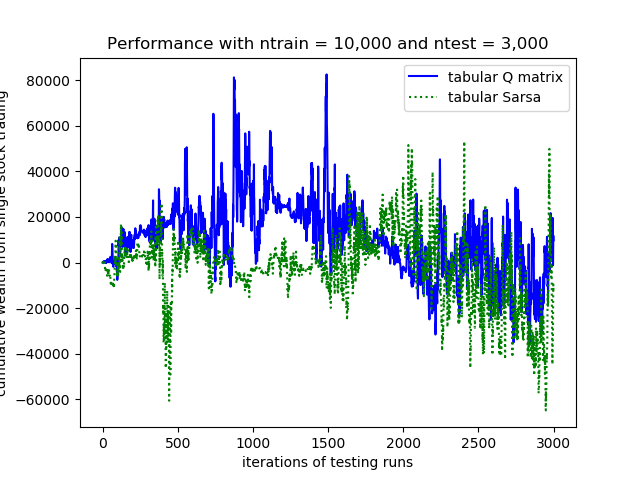 Performance with ntrain = 10,000 and ntest = 3,000
tabular Q matrix
tabular Sarsa
80000
60000
40000
20000
0
−20000
−40000
−60000
cumulative wealth from single stock trading
0 500 1000 1500 2000 2500 3000
iterations of testing runs